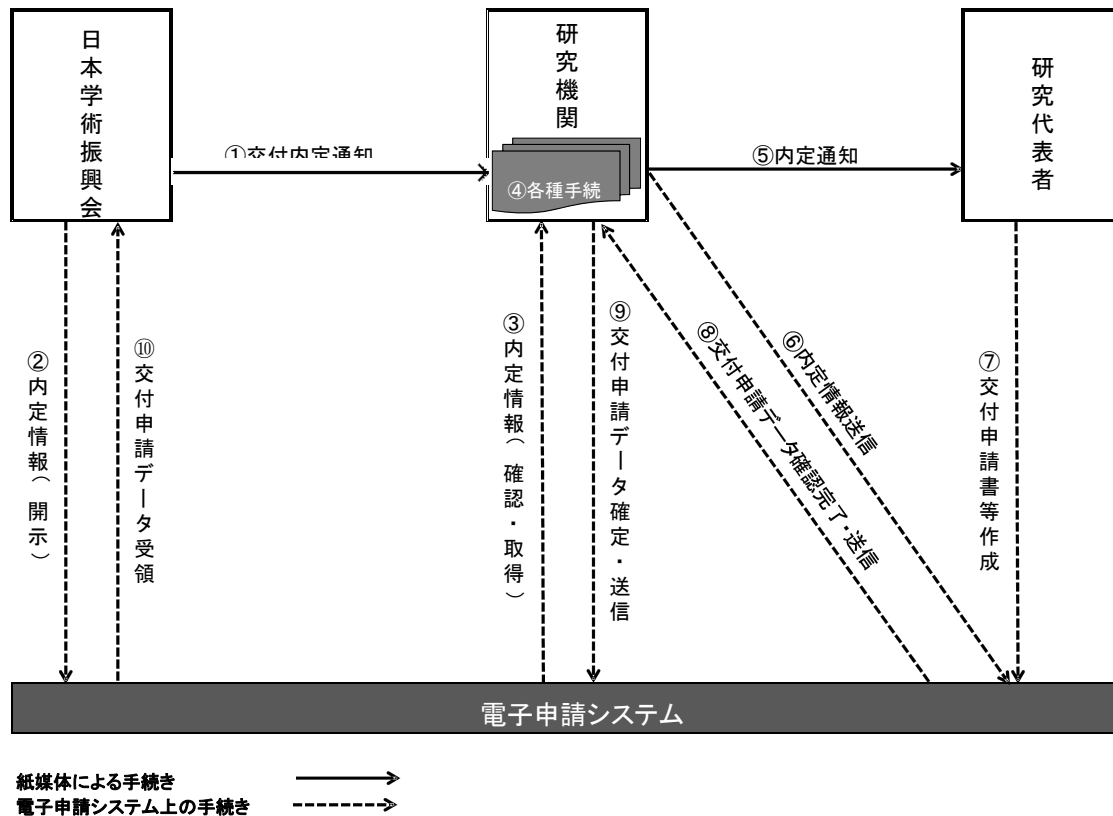 日本学術振興会
研究機関
研究代表者
①交付内定通知
⑤内定通知
④各種手続
②内定情報（開示）
⑩交付申請データ受領
③内定情報（確認・取得）
⑨交付申請データ確定・送信
⑧交付申請データ確認完了・送信
⑥内定情報送信
⑦交付申請書等作成
電子申請システム
紙媒体による手続き
電子申請システム上の手続き